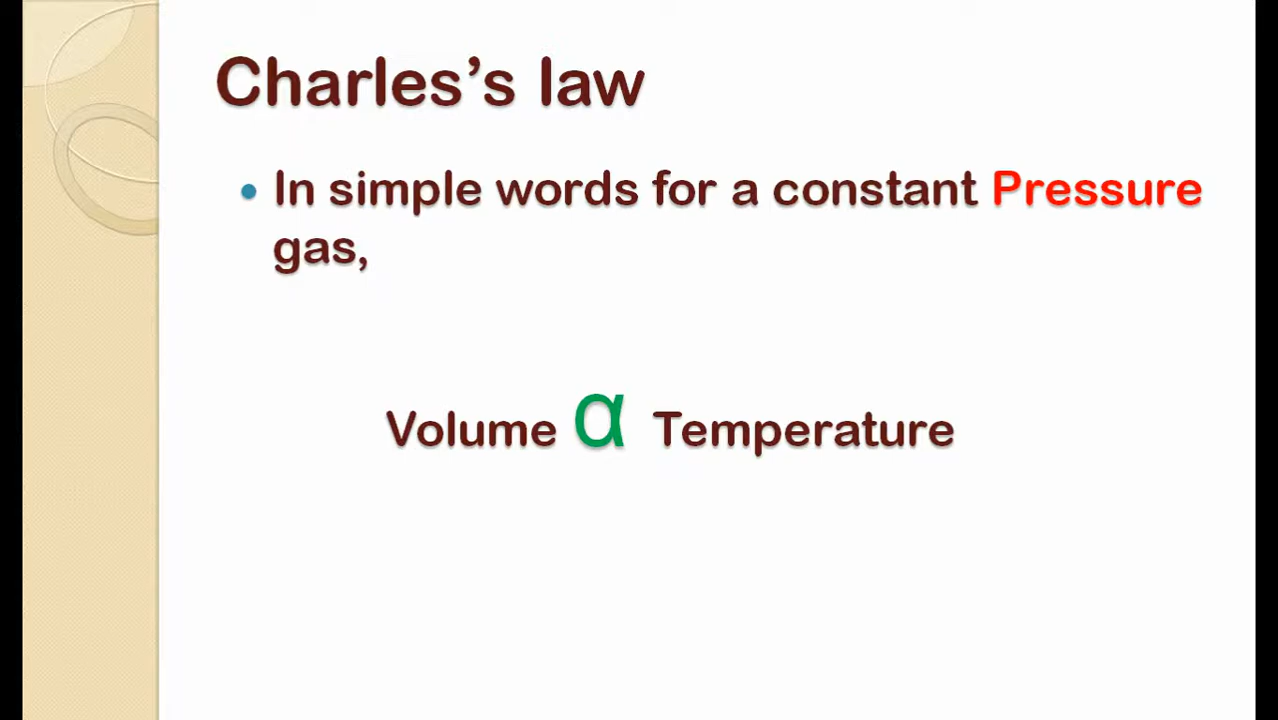 Charles’s law
• In simple words for a constant Pressure
gas,
Volume α Temperature